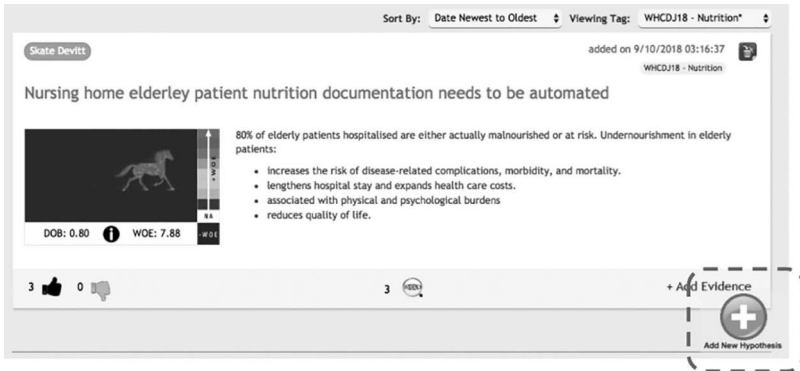 Sort By: Date Newest to Oldest Viewing Tag: WHCDJ18 - Nutrition*
Skate Devitt
added on 9/10/2018 03:16:37
WHCDJ18 - Nutrition
Nursing home elderley patient nutrition documentation needs to be automated
80% of elderly patients hospitalised are either actually malnourished or at risk. Undernourishment in elderly
patients:
• increases the risk of disease-related complications, morbidity, and mortality.
• lengthens hospital stay and expands health care costs.
• associated with physical and psychological burdens
• reduces quality of life.
+WOE
NA
-WOE
DOB: 0.80 i WOE: 7.88
3 0 3 + Add Evidence
Add New Hypothesis